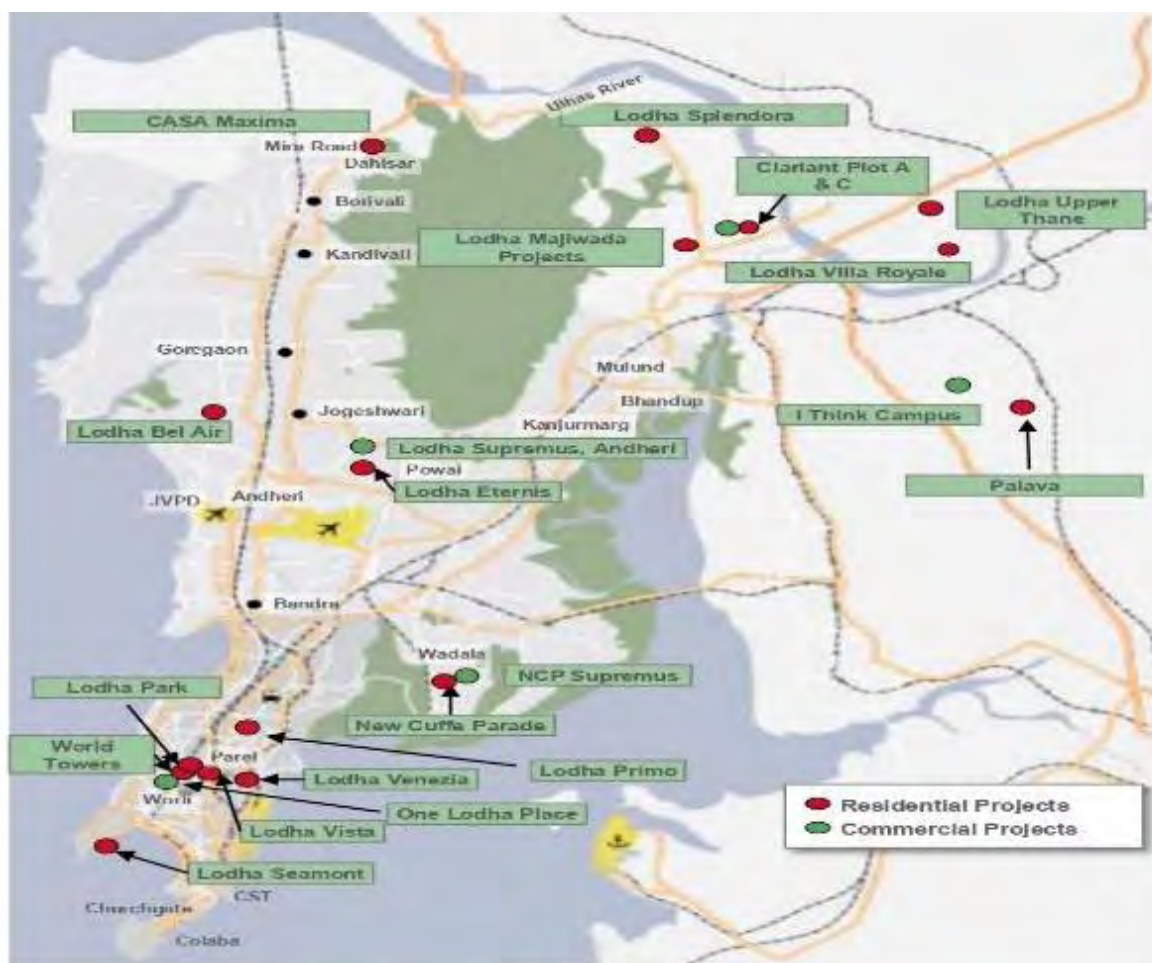 Ulhas River
CASA Maxima
Lodha Splendora
Mira Road
Dahisar
Clariant Plot A
& C
Borivali
Lodha Upper
Thane
Lodha Majiwada
Projects
Kandivali
Lodha Villa Royale
Goregaon
Mulund
Bhandup
I Think Campus
Jogeshwari
Kanjurmarg
Lodha Bel Air
Lodha Supremus, Andheri
Powai
Lodha Eternis
Palava
JVPD
Andheri
Bandra
Wadala
NCP Supremus
Lodha Park
New Cuffe Parade
World
Towers
Parel
Lodha Primo
Lodha Venezia
Worli
One Lodha Place
Lodha Vista
Residential Projects
Commercial Projects
Lodha Seamont
CST
Churchgate
Colaba